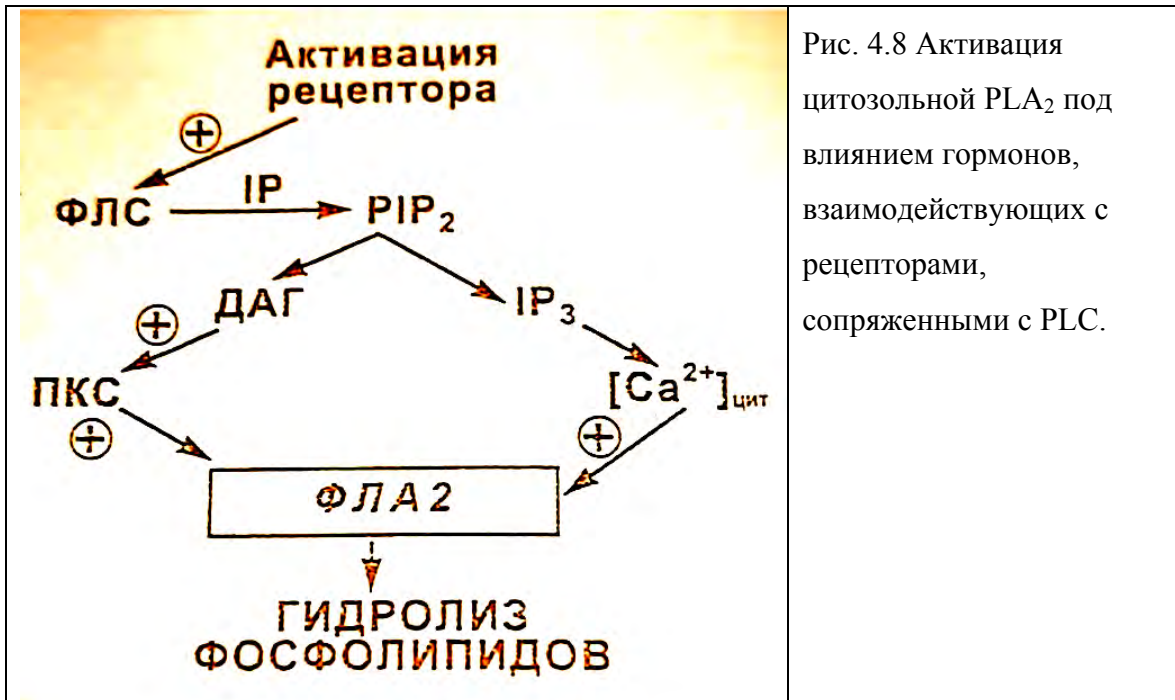 Активация
рецептора
⊕
ФЛС
IP
PIP₂
ДАГ
IP₃
⊕
ПКС
[Ca²⁺]цит
⊕
⊕
ФЛА2
ГИДРОЛИЗ
ФОСФОЛИПИДОВ
Рис. 4.8 Активация
цитозольной PLA₂ под
влиянием гормонов,
взаимодействующих с
рецепторами,
сопряженными с PLC.